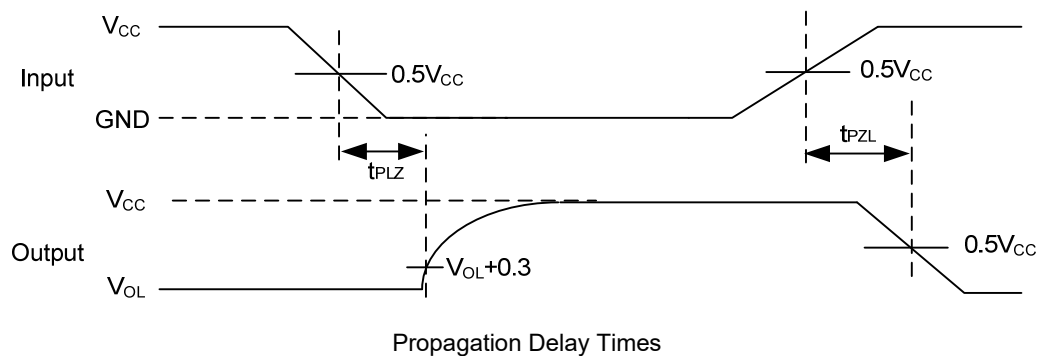 VCC
Input
0.5VCC
0.5VCC
GND
tPLZ
tPZL
VCC
Output
0.5VCC
VOL+0.3
VOL
Propagation Delay Times